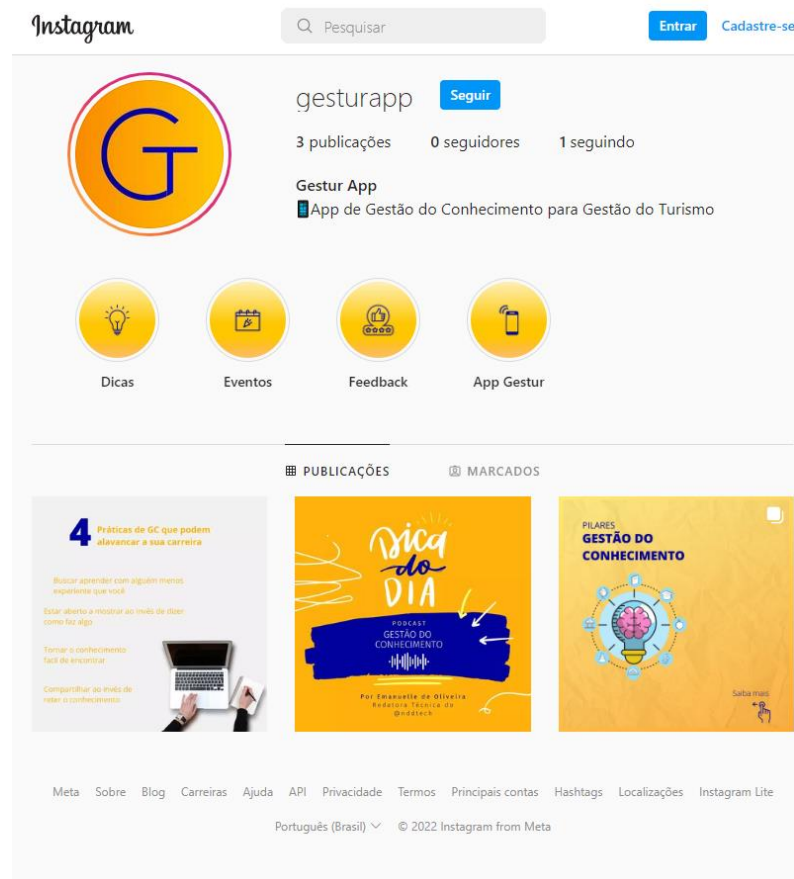 Instagram
Pesquisar
Entrar
Cadastre-se
gesturapp
Seguir
3 publicações
0 seguidores
1 seguindo
Gestur App
App de Gestão do Conhecimento para Gestão do Turismo
Dicas
Eventos
Feedback
App Gestur
PUBLICAÇÕES
MARCADOS
4
Práticas de GC que podem
alavancar a sua carreira
Buscar aprender com alguém menos
experiente que você
Estar aberto a mostrar ao invés de dizer
como faz algo
Tornar o conhecimento
fácil de encontrar
Compartilhar ao invés de
reter o conhecimento
Dica
do
DIA
PODCAST
GESTÃO DO
CONHECIMENTO
Por Emanuelle de Oliveira
Redatora Técnica da
@nddtech
PILARES
GESTÃO DO
CONHECIMENTO
Saiba mais
Meta Sobre Blog Carreiras Ajuda API Privacidade Termos Principais contas Hashtags Localizações Instagram Lite
Português (Brasil) © 2022 Instagram from Meta